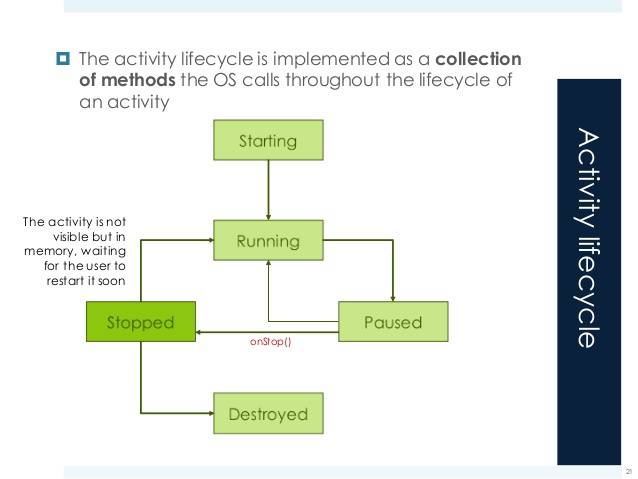 The activity lifecycle is implemented as a collection
of methods the OS calls throughout the lifecycle of
an activity
Starting
The activity is not
visible but in
memory, waiting
for the user to
restart it soon
Running
Stopped
Paused
onStop()
Destroyed
Activity lifecycle
21